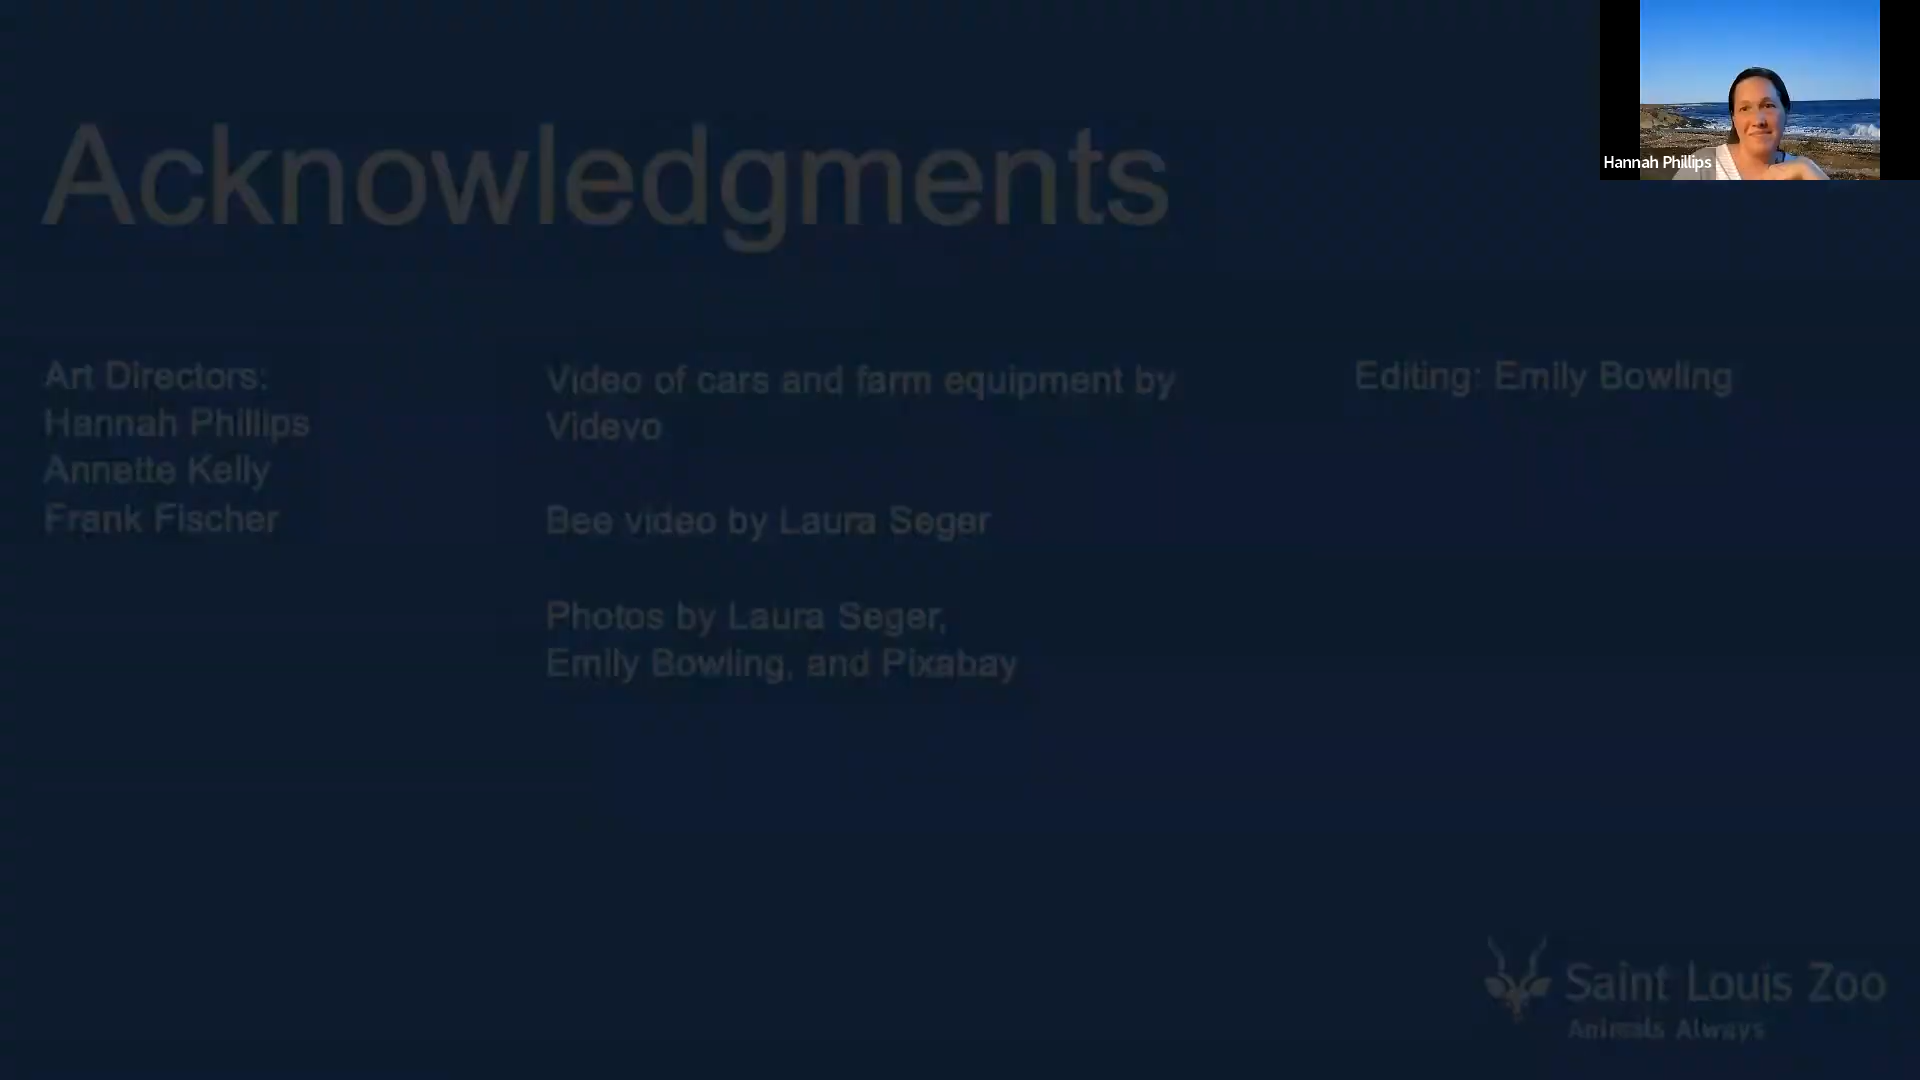 Acknowledgments
Art Directors:
Hannah Phillips
Annette Kelly
Frank Fischer
Video of cars and farm equipment by
Videvo
Bee video by Laura Seger
Photos by Laura Seger,
Emily Bowling, and Pixabay
Editing: Emily Bowling
Hannah Phillips
Saint Louis Zoo
Animals Always